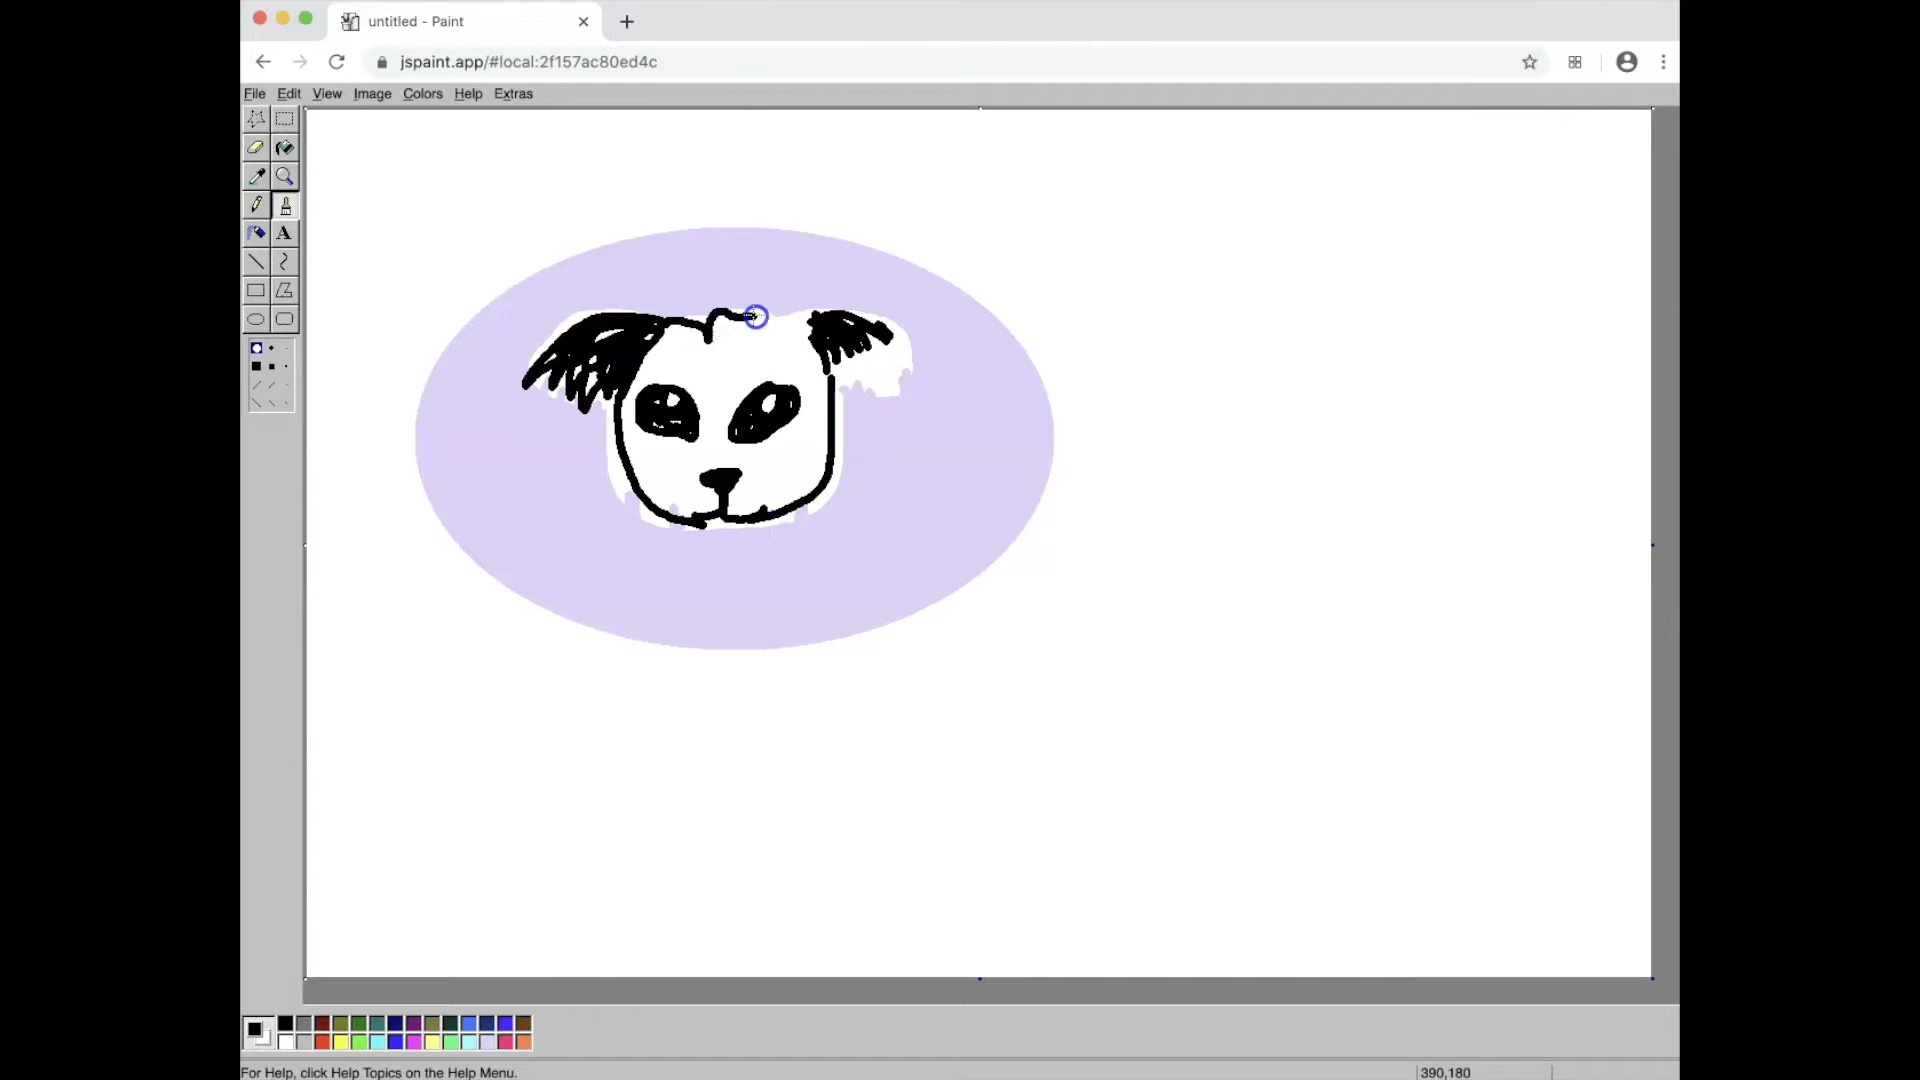 untitled - Paint
jspaint.app/#local:2f157ac80ed4c
File Edit View Image Colors Help Extras
A
For Help, click Help Topics on the Help Menu.
390,180